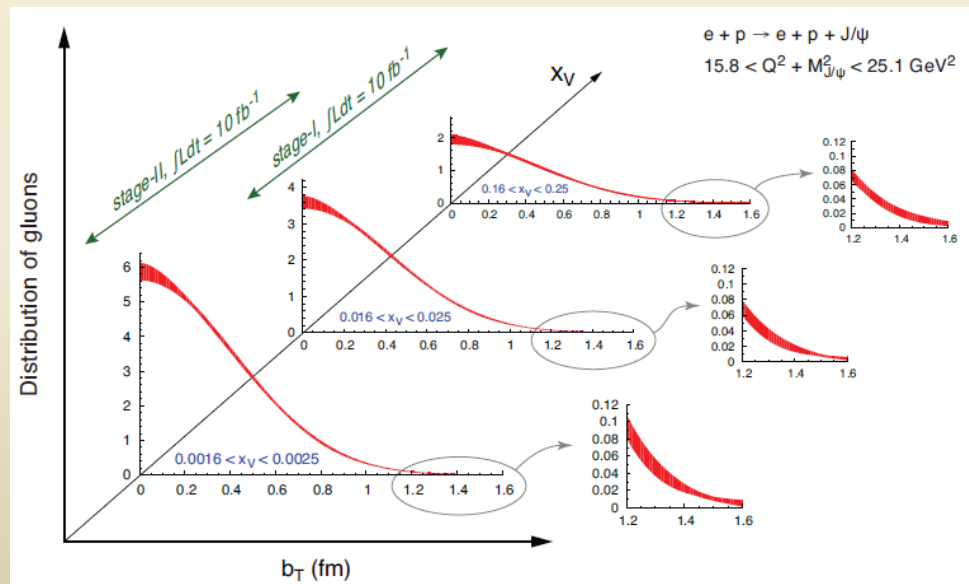 e + p → e + p + J/ψ
15.8 < Q² + M²_J/ψ < 25.1 GeV²
x_V
stage-II, ∫Ldt = 10 fb⁻¹
stage-I, ∫Ldt = 10 fb⁻¹
Distribution of gluons
2
1
0
0.16 < x_V < 0.25
0 0.2 0.4 0.6 0.8 1 1.2 1.4 1.6
0.12
0.1
0.08
0.06
0.04
0.02
0
1.2 1.4 1.6
4
3
2
1
0
0.016 < x_V < 0.025
0 0.2 0.4 0.6 0.8 1 1.2 1.4 1.6
0.12
0.1
0.08
0.06
0.04
0.02
0
1.2 1.4 1.6
6
5
4
3
2
1
0
0.0016 < x_V < 0.0025
0 0.2 0.4 0.6 0.8 1 1.2 1.4 1.6
0.12
0.1
0.08
0.06
0.04
0.02
0
1.2 1.4 1.6
b_T (fm)